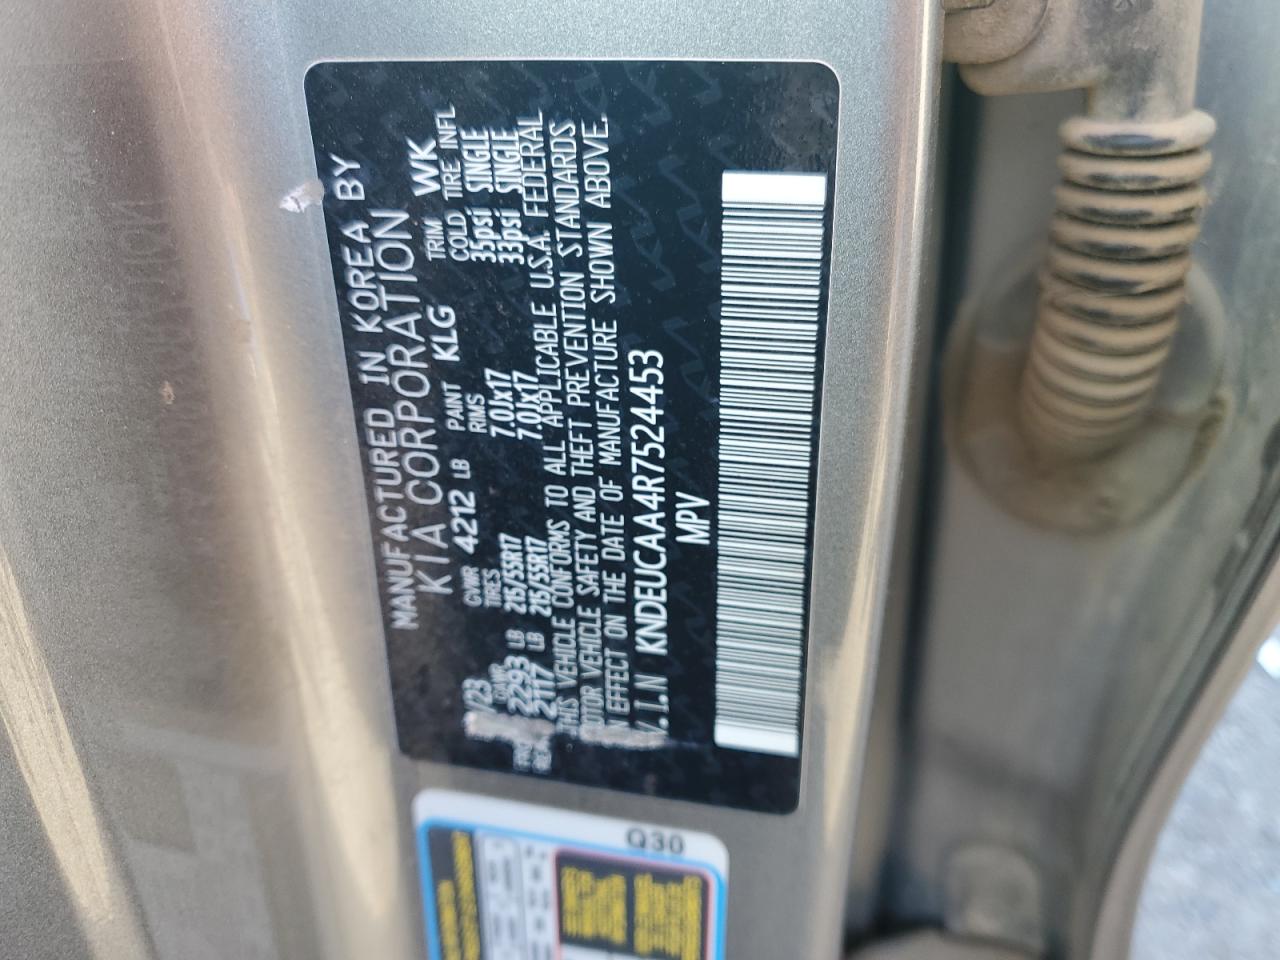 MANUFACTURED IN KOREA BY
KIA CORPORATION
/23 GVWR 4212 LB PAINT KLG TRIM WK
GAWR TIRES RIMS COLD TIRE INFL
2293 LB 215/55R17 7.0Jx17 35psi SINGLE
2117 LB 215/55R17 7.0Jx17 33psi SINGLE
THIS VEHICLE CONFORMS TO ALL APPLICABLE U.S.A. FEDERAL
MOTOR VEHICLE SAFETY AND THEFT PREVENTION STANDARDS
IN EFFECT ON THE DATE OF MANUFACTURE SHOWN ABOVE.
V.I.N KNDEUCAA4R7524453
MPV
Q30